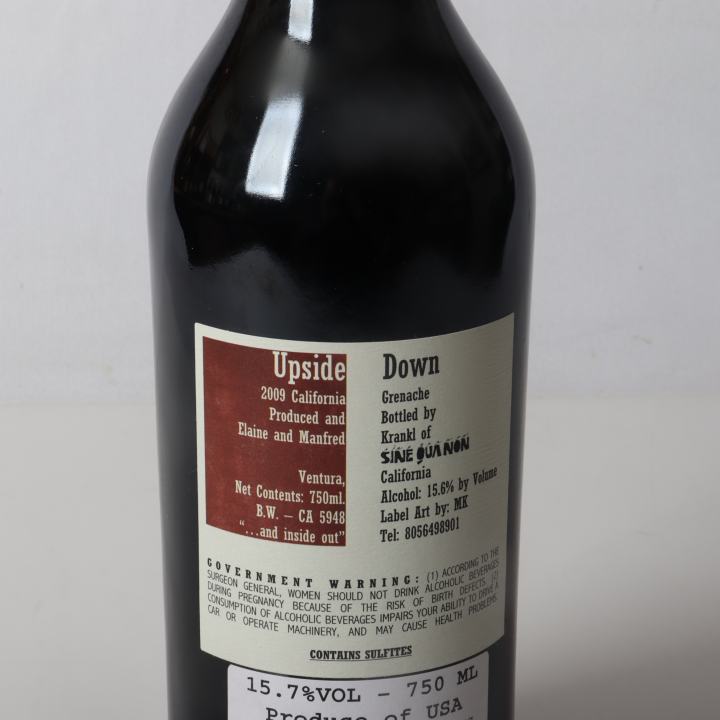 Upside Down
2009 California Grenache
Produced and Bottled by
Elaine and Manfred Krankl of
SINE QUA NON
Ventura, California
Net Contents: 750ml. Alcohol: 15.6% by Volume
B.W. – CA 5948 Label Art by: MK
“...and inside out” Tel: 8056498901
GOVERNMENT WARNING: (1) ACCORDING TO THE
SURGEON GENERAL, WOMEN SHOULD NOT DRINK ALCOHOLIC BEVERAGES
DURING PREGNANCY BECAUSE OF THE RISK OF BIRTH DEFECTS. (2)
CONSUMPTION OF ALCOHOLIC BEVERAGES IMPAIRS YOUR ABILITY TO DRIVE A
CAR OR OPERATE MACHINERY, AND MAY CAUSE HEALTH PROBLEMS.
CONTAINS SULFITES
15.7%VOL – 750 ML
Produce of USA